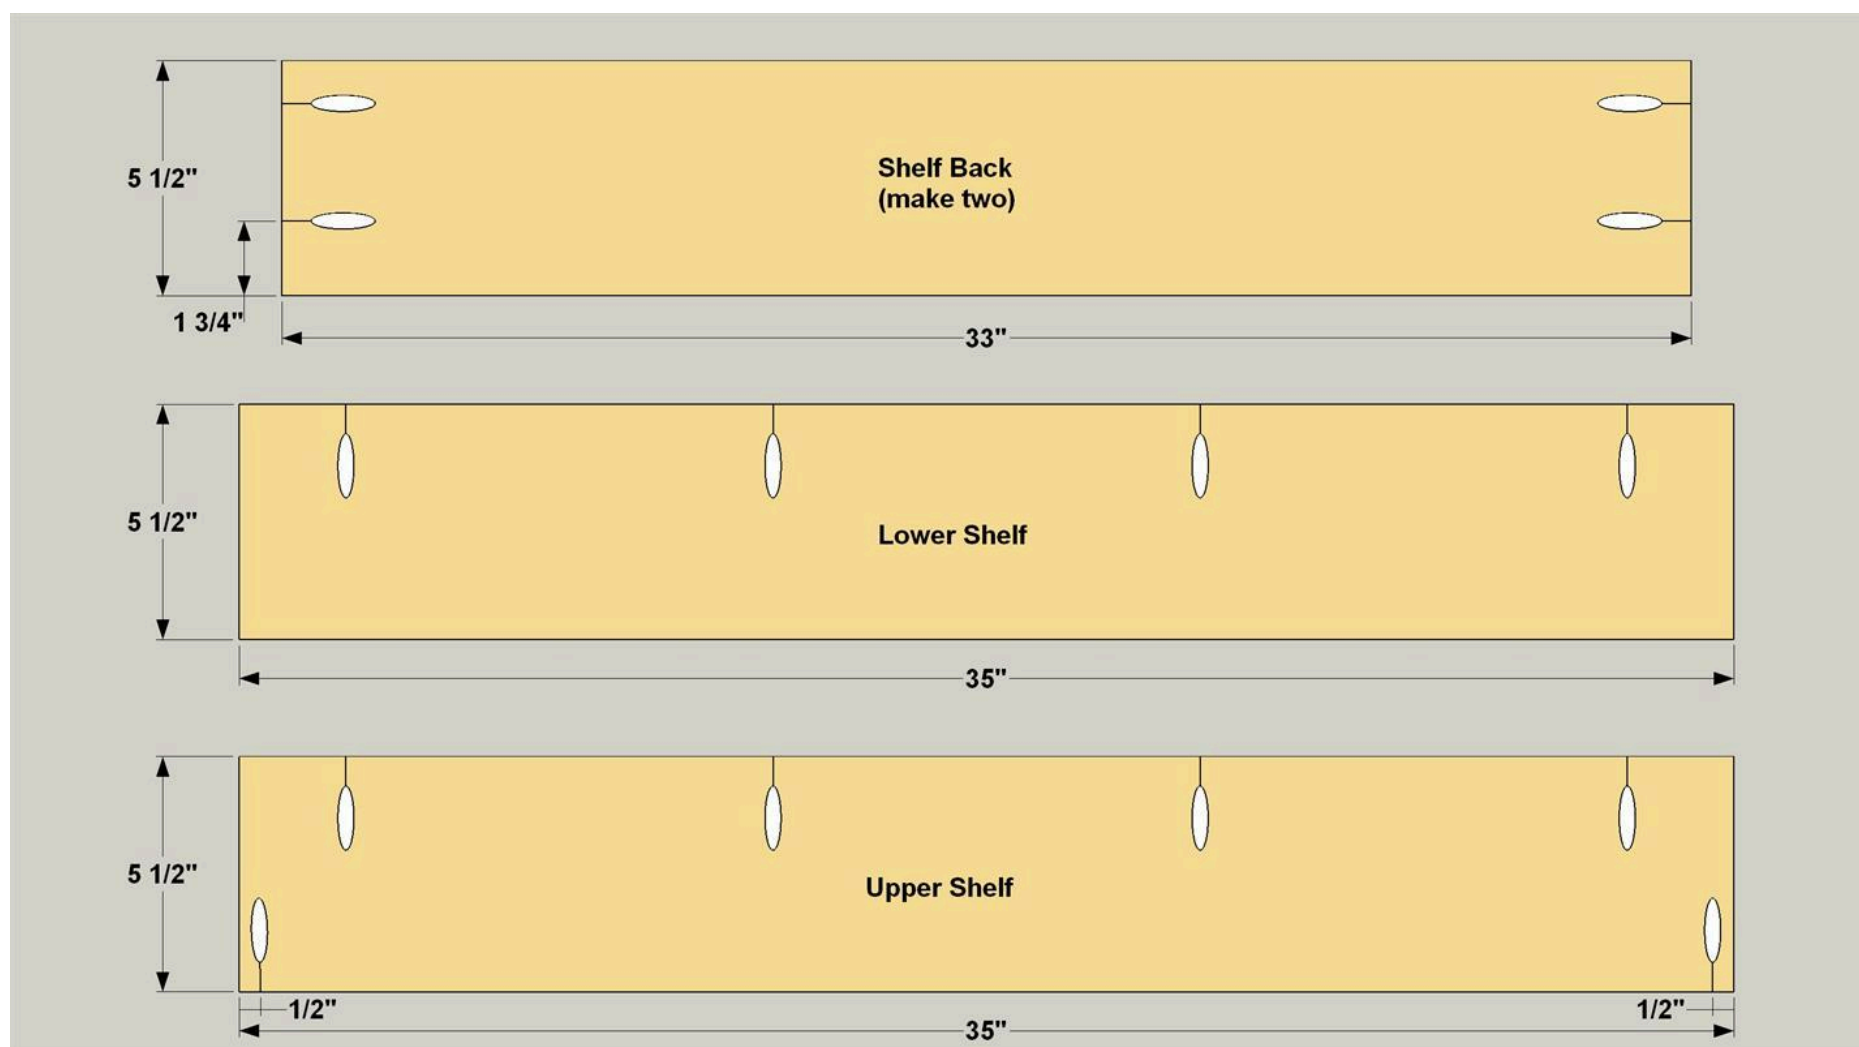 5 1/2"
Shelf Back
(make two)
1 3/4"
33"
5 1/2"
Lower Shelf
35"
5 1/2"
Upper Shelf
1/2"
1/2"
35"